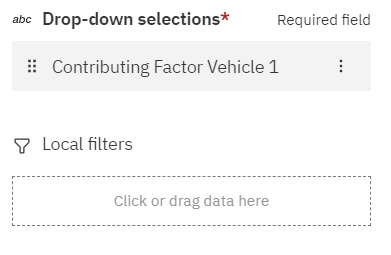 abc Drop-down selections* Required field
Contributing Factor Vehicle 1
Local filters
Click or drag data here